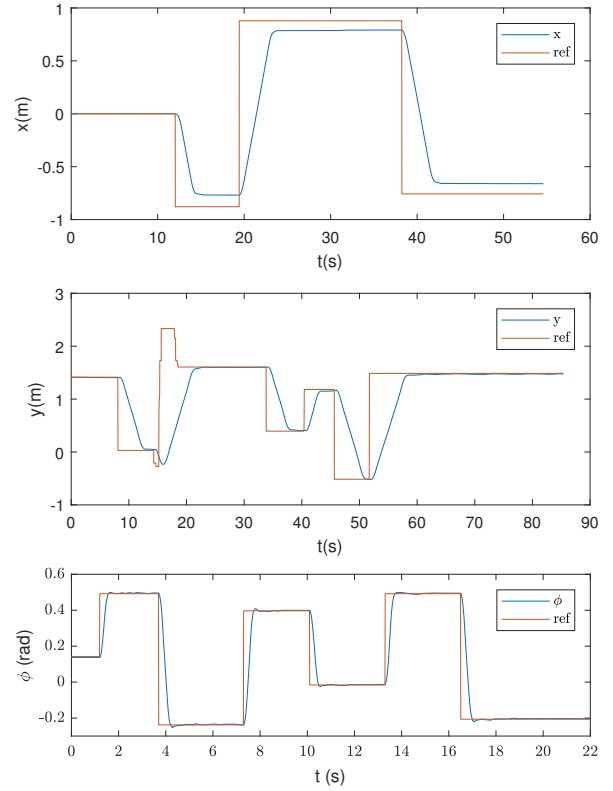 1
0.5
0
-0.5
-1
x(m)
x
ref
0 10 20 30 40 50 60
t(s)
3
2
1
0
-1
y(m)
y
ref
0 10 20 30 40 50 60 70 80 90
t(s)
0.6
0.4
0.2
0
-0.2
ϕ (rad)
ϕ
ref
0 2 4 6 8 10 12 14 16 18 20 22
t (s)